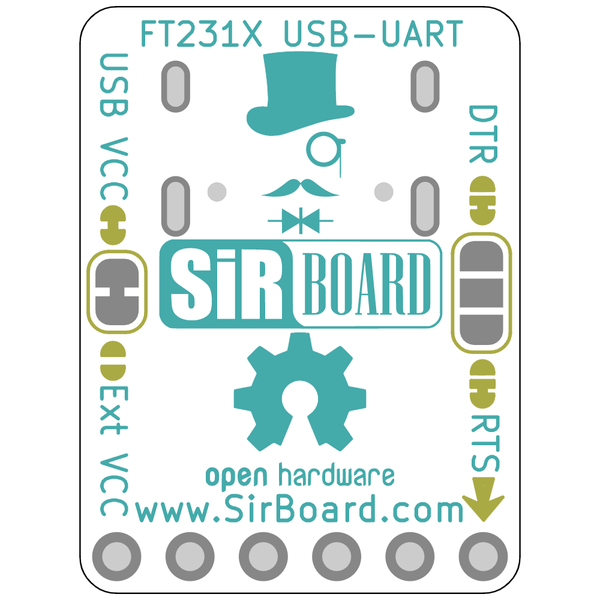 FT231X USB-UART
USB VCC
DTR
SiR BOARD
Ext VCC
RTS
open hardware
www.SirBoard.com